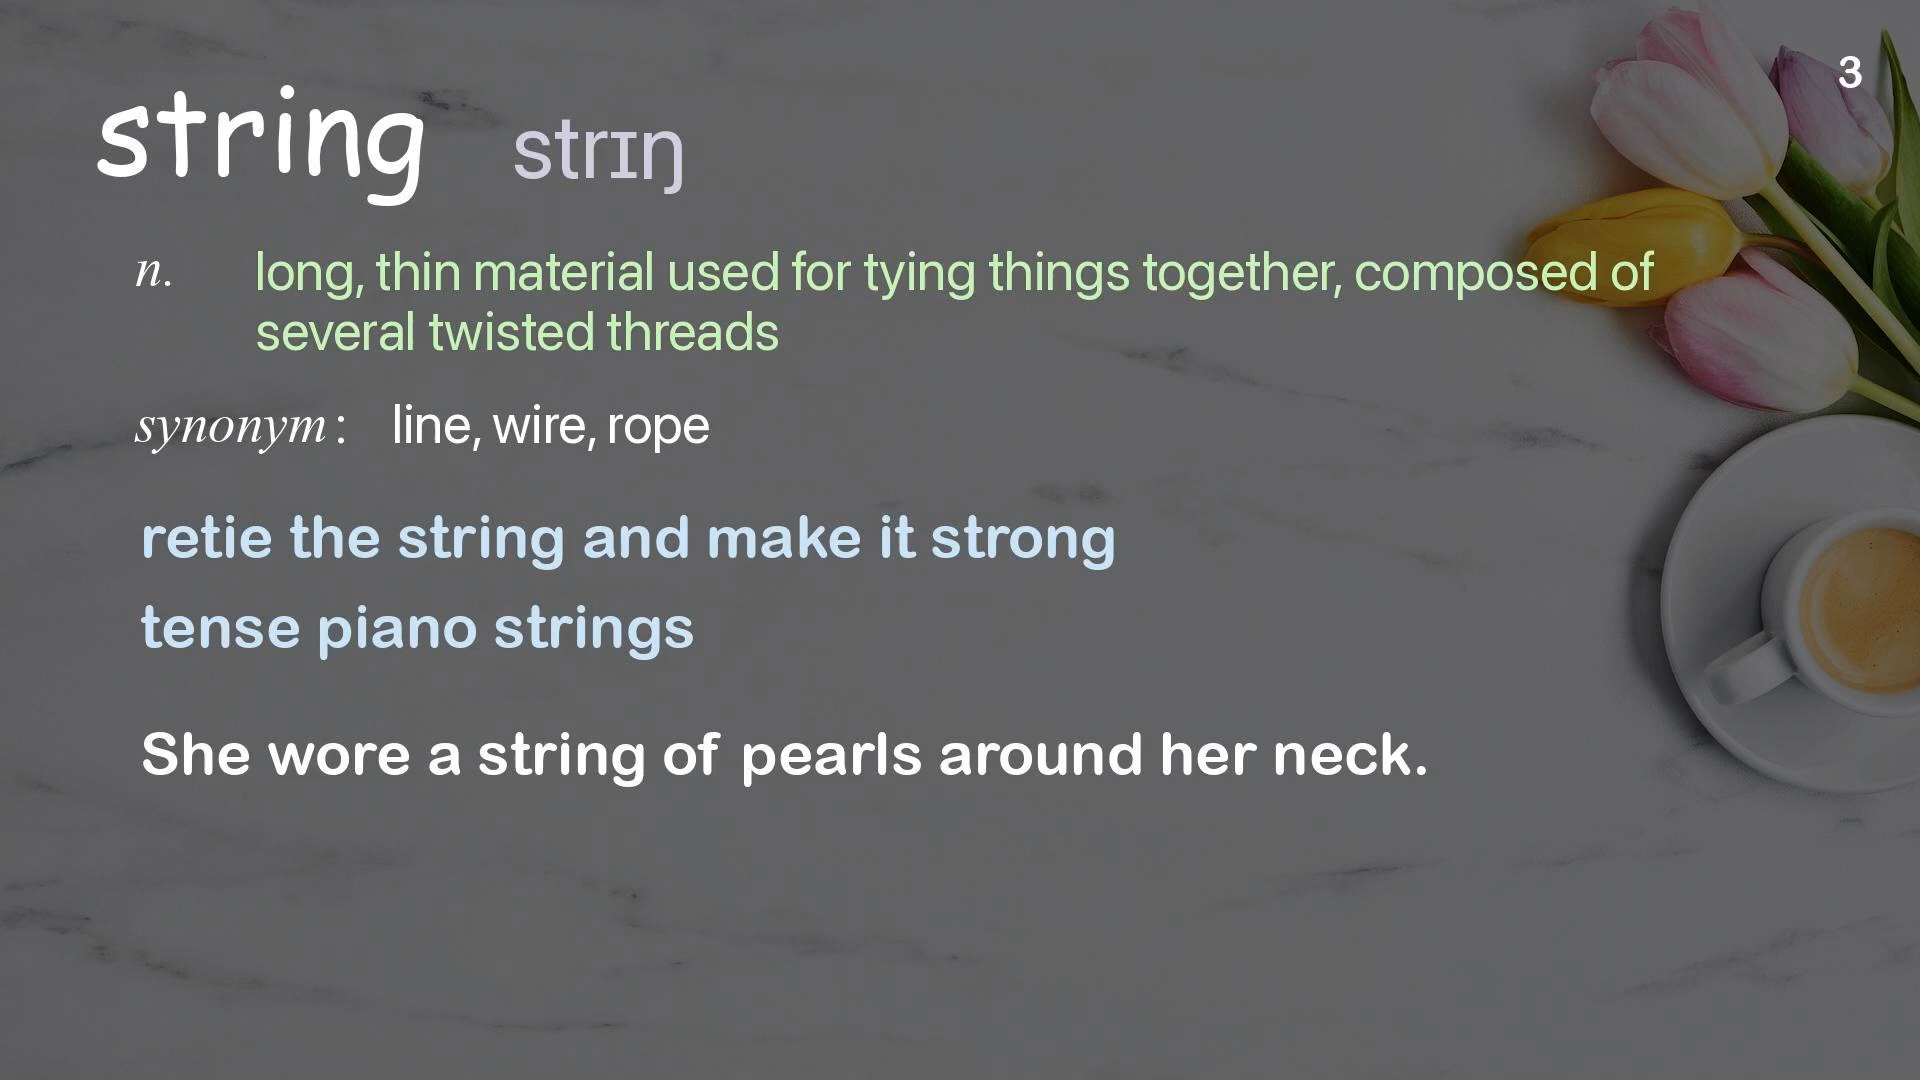 3
string strɪŋ
n. long, thin material used for tying things together, composed of
several twisted threads
synonym: line, wire, rope
retie the string and make it strong
tense piano strings
She wore a string of pearls around her neck.